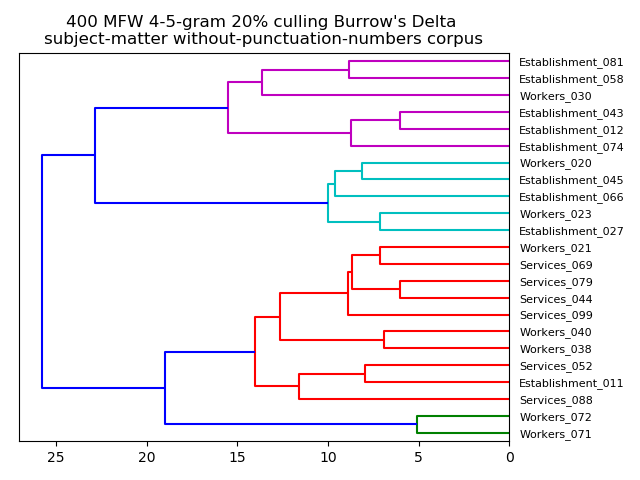 400 MFW 4-5-gram 20% culling Burrow's Delta
subject-matter without-punctuation-numbers corpus
Establishment_081
Establishment_058
Workers_030
Establishment_043
Establishment_012
Establishment_074
Workers_020
Establishment_045
Establishment_066
Workers_023
Establishment_027
Workers_021
Services_069
Services_079
Services_044
Services_099
Workers_040
Workers_038
Services_052
Establishment_011
Services_088
Workers_072
Workers_071
25 20 15 10 5 0